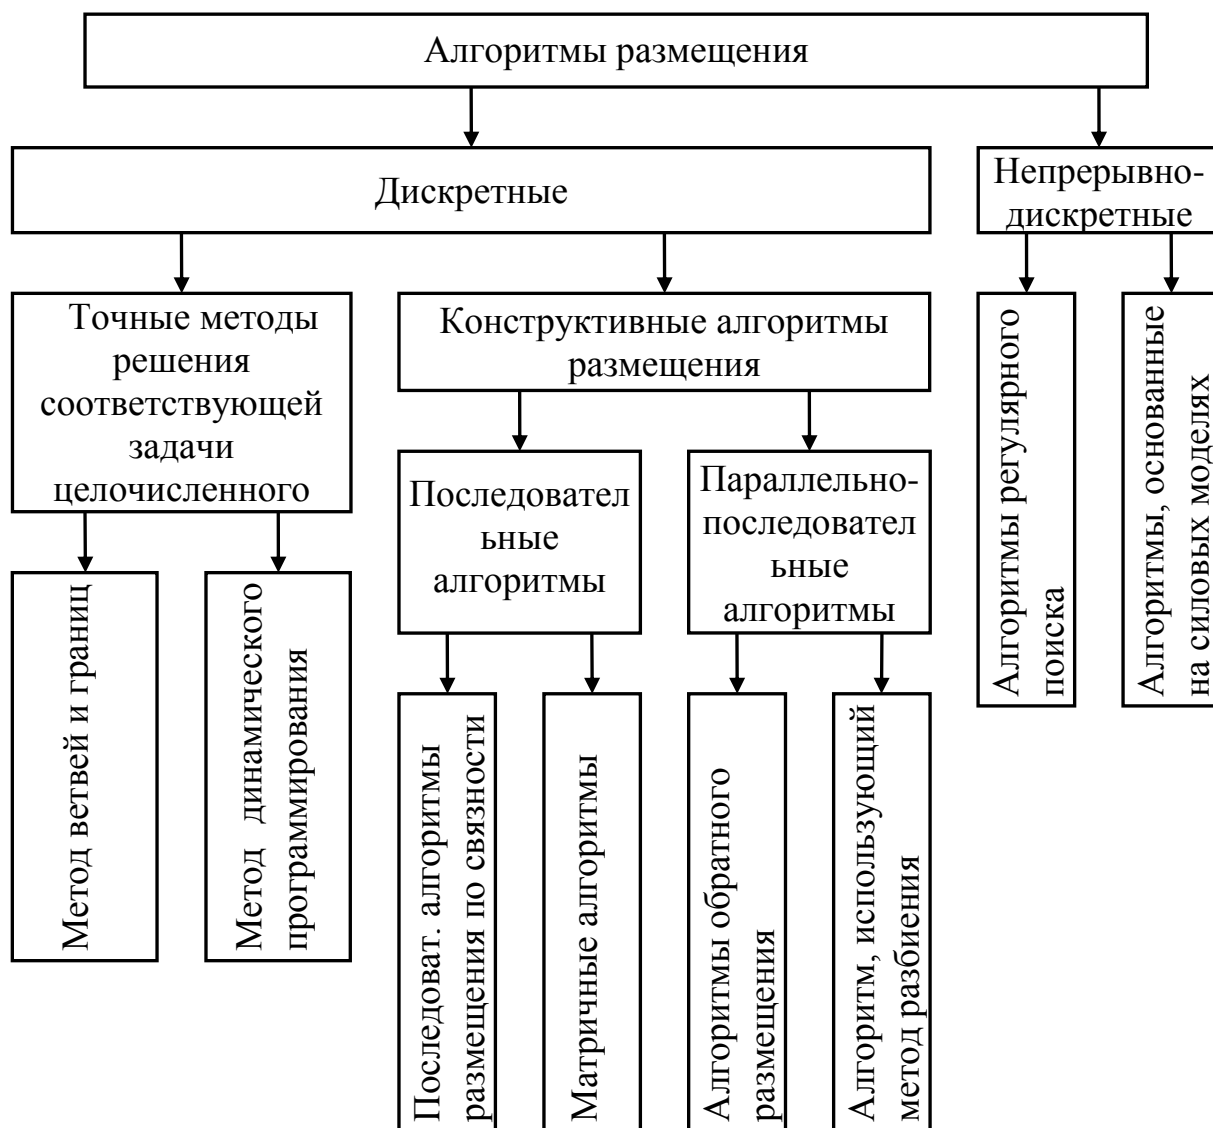 Алгоритмы размещения
Дискретные
Непрерывно-
дискретные
Точные методы
решения
соответствующей
задачи
целочисленного
Конструктивные алгоритмы
размещения
Алгоритмы регулярного
поиска
Алгоритмы, основанные
на силовых моделях
Последовател
ьные
алгоритмы
Параллельно-
последовател
ьные
алгоритмы
Метод ветвей и границ
Метод динамического
программирования
Последоват. алгоритмы
размещения по связности
Матричные алгоритмы
Алгоритмы обратного
размещения
Алгоритм, использующий
метод разбиения